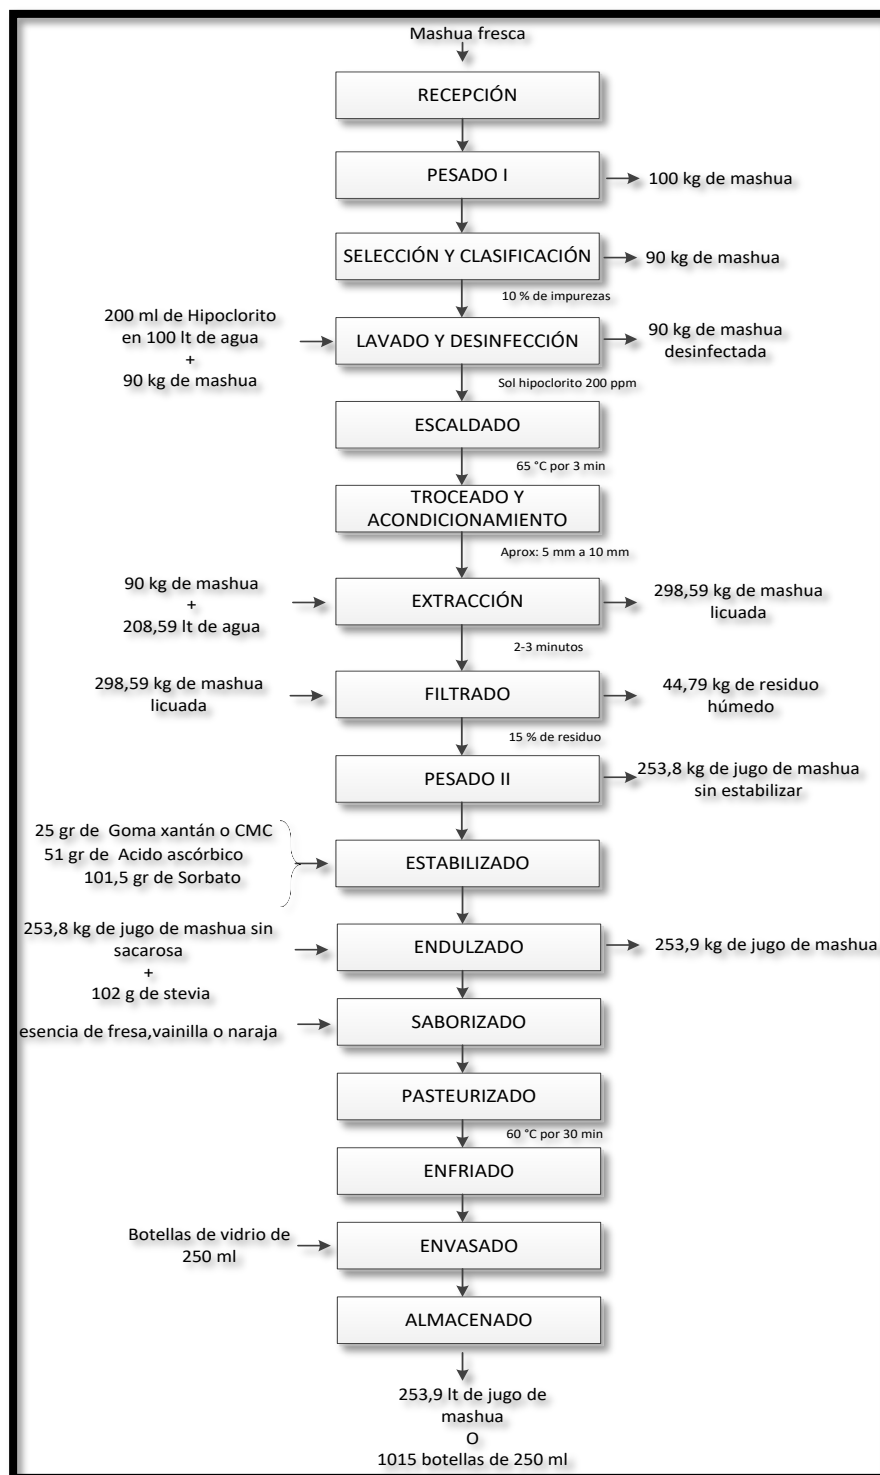 Mashua fresca
RECEPCIÓN
PESADO I
100 kg de mashua
SELECCIÓN Y CLASIFICACIÓN
90 kg de mashua
10 % de impurezas
200 ml de Hipoclorito
en 100 lt de agua
+
90 kg de mashua
LAVADO Y DESINFECCIÓN
90 kg de mashua
desinfectada
Sol hipoclorito 200 ppm
ESCALDADO
65 °C por 3 min
TROCEADO Y
ACONDICIONAMIENTO
Aprox: 5 mm a 10 mm
90 kg de mashua
+
208,59 lt de agua
EXTRACCIÓN
298,59 kg de mashua
licuada
2-3 minutos
298,59 kg de mashua
licuada
FILTRADO
44,79 kg de residuo
húmedo
15 % de residuo
PESADO II
253,8 kg de jugo de mashua
sin estabilizar
25 gr de Goma xantán o CMC
51 gr de Acido ascórbico
101,5 gr de Sorbato
ESTABILIZADO
253,8 kg de jugo de mashua sin
sacarosa
+
102 g de stevia
ENDULZADO
253,9 kg de jugo de mashua
esencia de fresa,vainilla o naraja
SABORIZADO
PASTEURIZADO
60 °C por 30 min
ENFRIADO
Botellas de vidrio de
250 ml
ENVASADO
ALMACENADO
253,9 lt de jugo de
mashua
O
1015 botellas de 250 ml